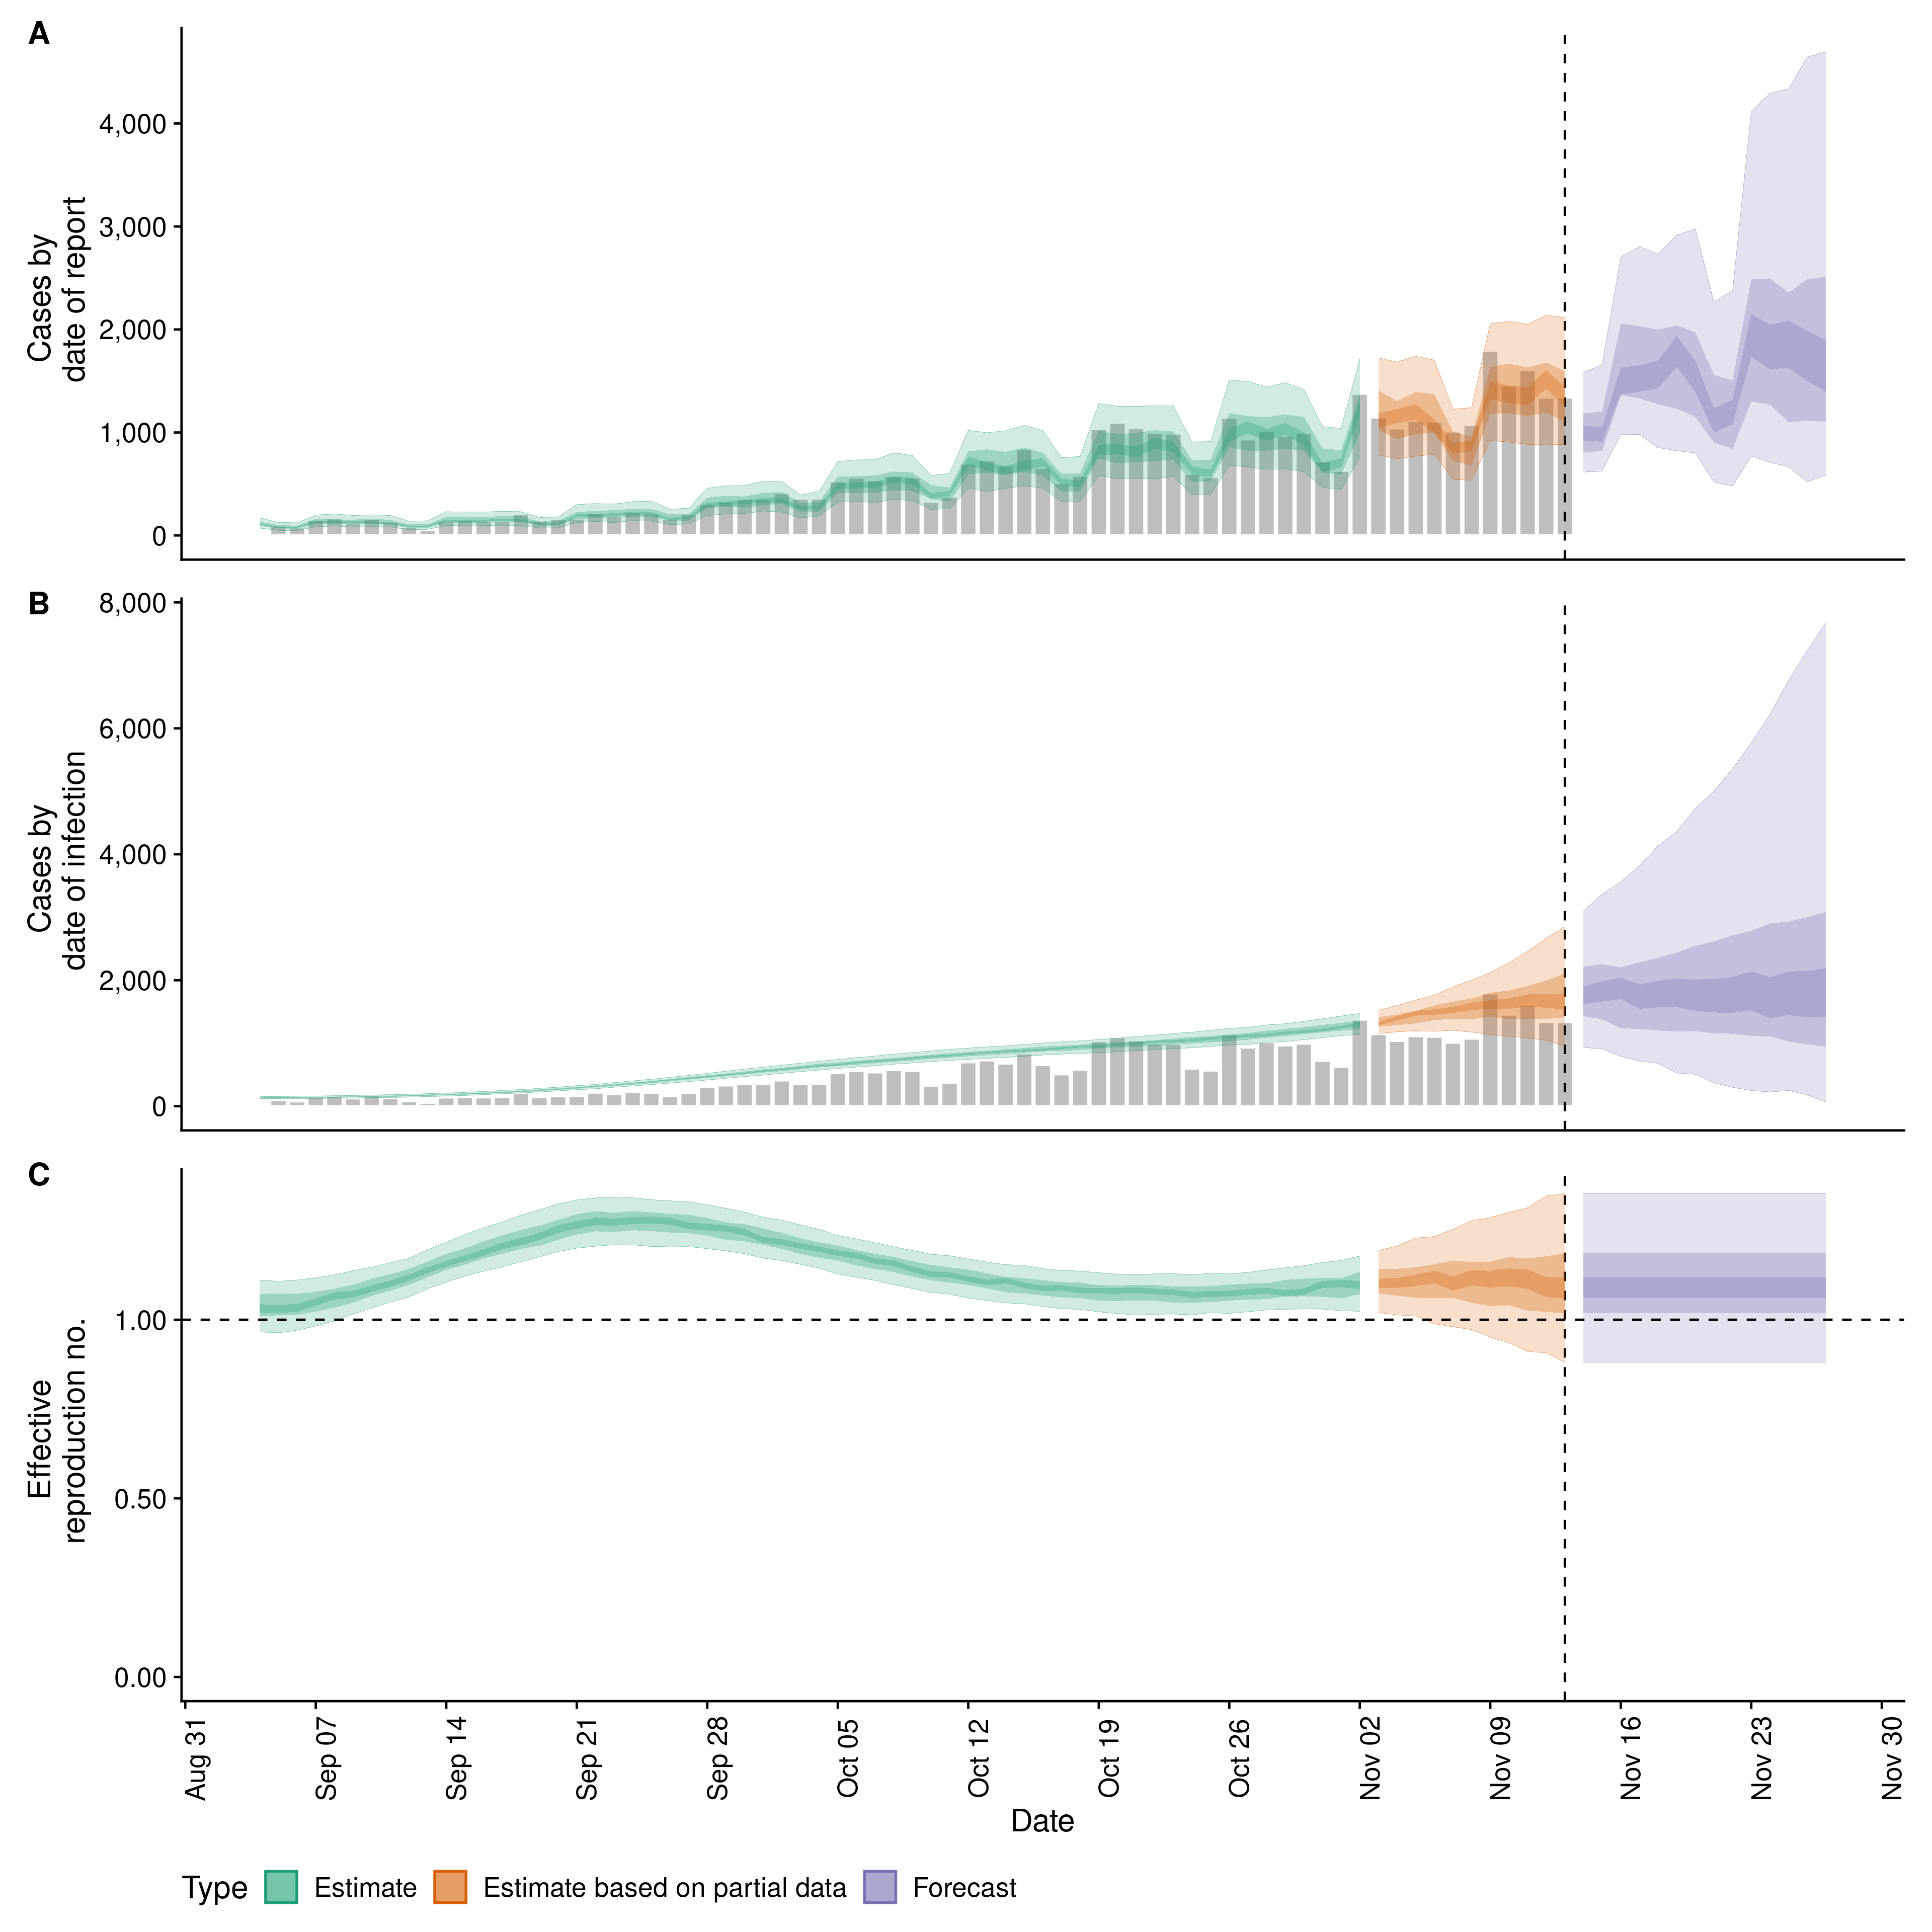 A
Cases by
date of report
4,000
3,000
2,000
1,000
0
B
Cases by
date of infection
8,000
6,000
4,000
2,000
0
C
Effective
reproduction no.
1.00
0.50
0.00
Aug 31
Sep 07
Sep 14
Sep 21
Sep 28
Oct 05
Oct 12
Oct 19
Oct 26
Nov 02
Nov 09
Nov 16
Nov 23
Nov 30
Date
Type Estimate Estimate based on partial data Forecast